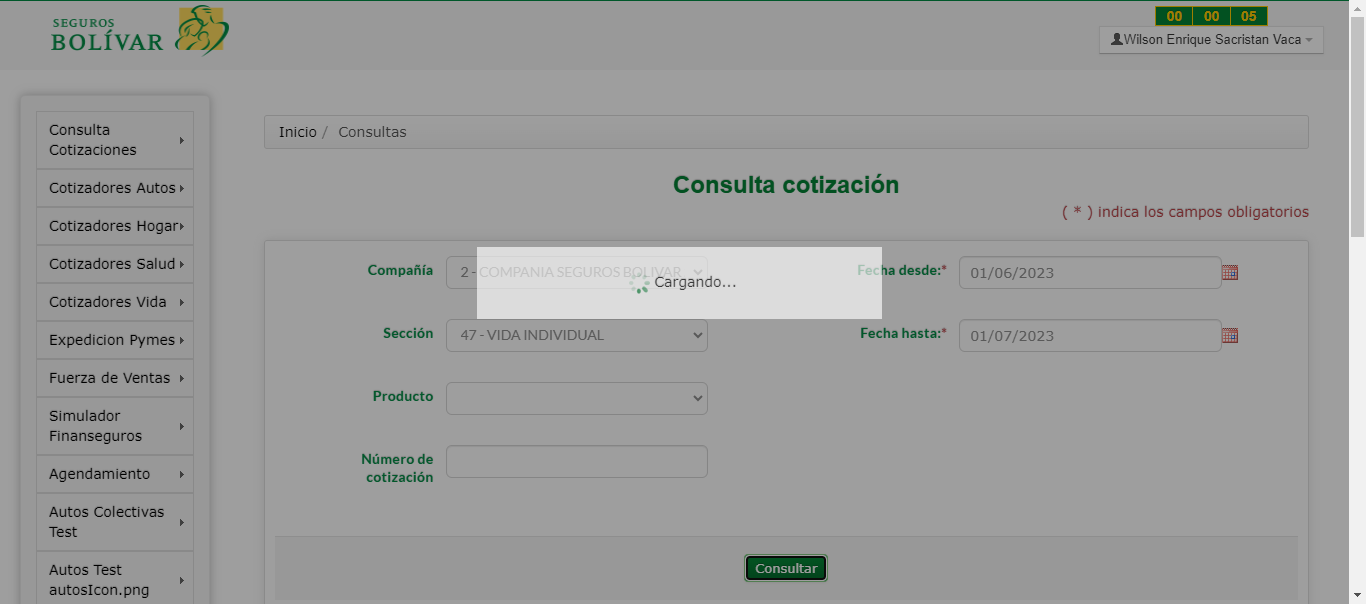 SEGUROS
BOLÍVAR
00 00 05
Wilson Enrique Sacristan Vaca
Consulta
Cotizaciones
Cotizadores Autos
Cotizadores Hogar
Cotizadores Salud
Cotizadores Vida
Expedicion Pymes
Fuerza de Ventas
Simulador
Finanseguros
Agendamiento
Autos Colectivas
Test
Autos Test
autosIcon.png
Inicio / Consultas
Consulta cotización
( * ) indica los campos obligatorios
Compañía 2 - COMPANIA SEGUROS BOLIVAR Fecha desde:* 01/06/2023
Cargando...
Sección 47 - VIDA INDIVIDUAL Fecha hasta:* 01/07/2023
Producto
Número de
cotización
Consultar